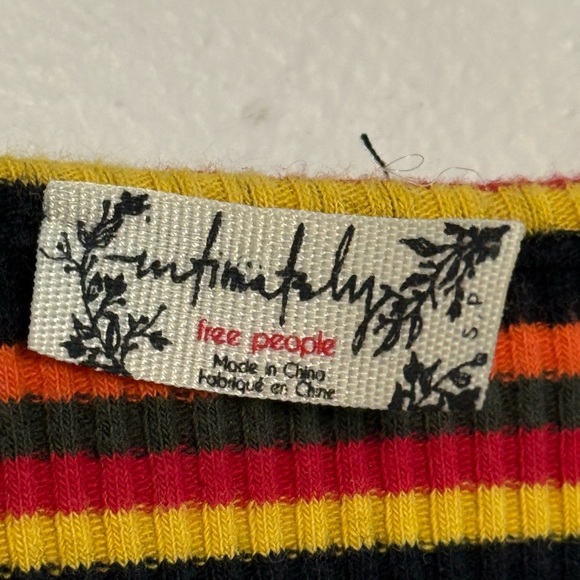 intimately
free people
Made in China
Fabriqué en Chine
S,P